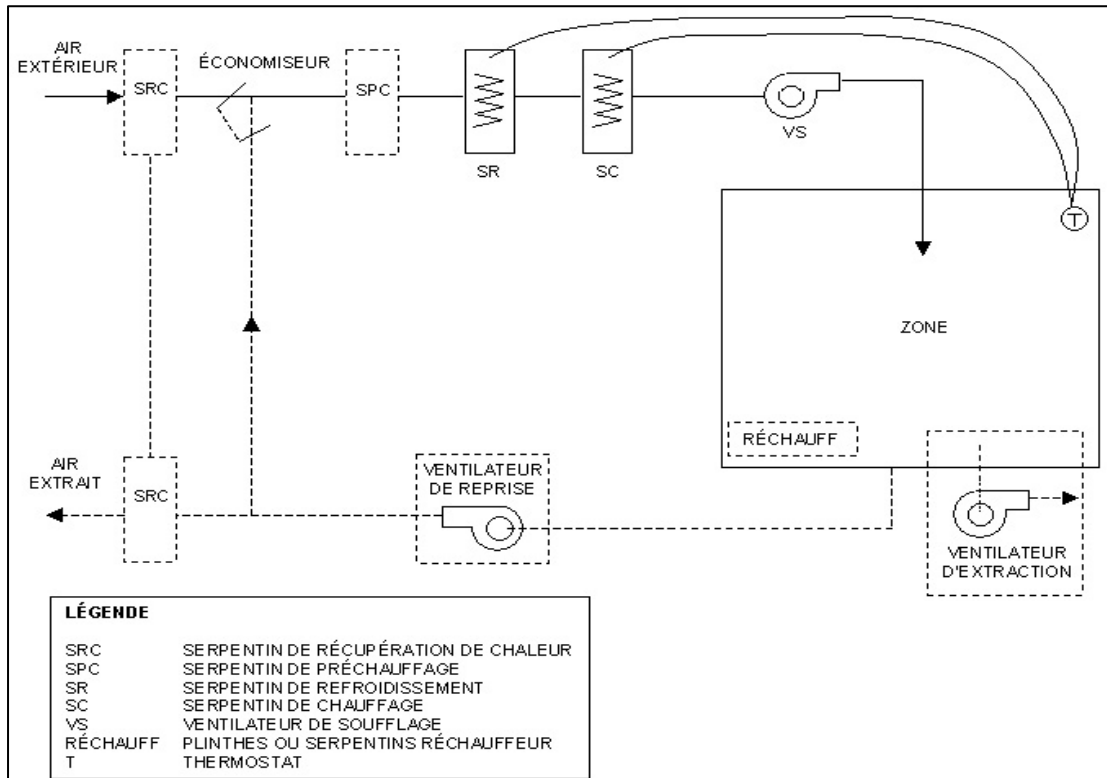 AIR
EXTÉRIEUR
SRC
ÉCONOMISEUR
SPC
SR
SC
VS
T
ZONE
RÉCHAUFF
AIR
EXTRAIT
SRC
VENTILATEUR
DE REPRISE
VENTILATEUR
D'EXTRACTION
LÉGENDE
SRC SERPENTIN DE RÉCUPÉRATION DE CHALEUR
SPC SERPENTIN DE PRÉCHAUFFAGE
SR SERPENTIN DE REFROIDISSEMENT
SC SERPENTIN DE CHAUFFAGE
VS VENTILATEUR DE SOUFFLAGE
RÉCHAUFF PLINTHES OU SERPENTINS RÉCHAUFFEUR
T THERMOSTAT